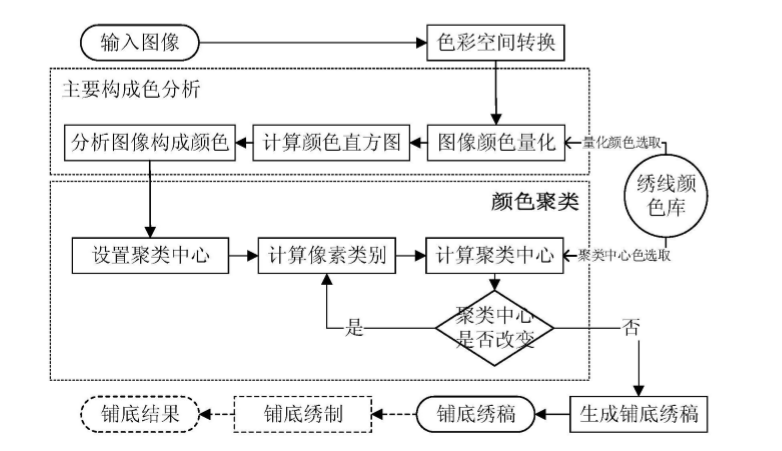 输入图像
色彩空间转换
主要构成色分析
分析图像构成颜色
计算颜色直方图
图像颜色量化
量化颜色选取
绣线颜
色库
颜色聚类
设置聚类中心
计算像素类别
计算聚类中心
聚类中心色选取
聚类中心
是否改变
是
否
铺底结果
铺底绣制
铺底绣稿
生成铺底绣稿